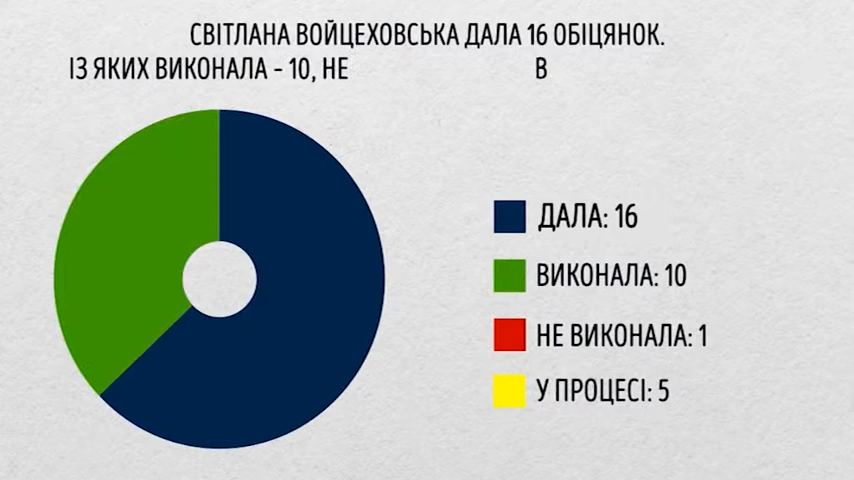 СВІТЛАНА ВОЙЦЕХОВСЬКА ДАЛА 16 ОБІЦЯНОК.
ІЗ ЯКИХ ВИКОНАЛА - 10, НЕ В
ДАЛА: 16
ВИКОНАЛА: 10
НЕ ВИКОНАЛА: 1
У ПРОЦЕСІ: 5